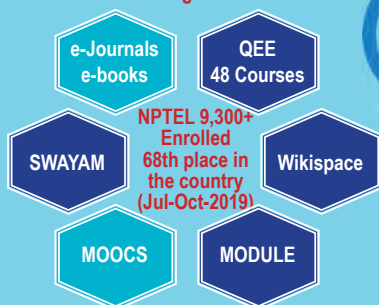 e-Journals
e-books
QEE
48 Courses
NPTEL 9,300+
Enrolled
68th place in
the country
(Jul-Oct-2019)
SWAYAM
Wikispace
MOOCS
MODULE